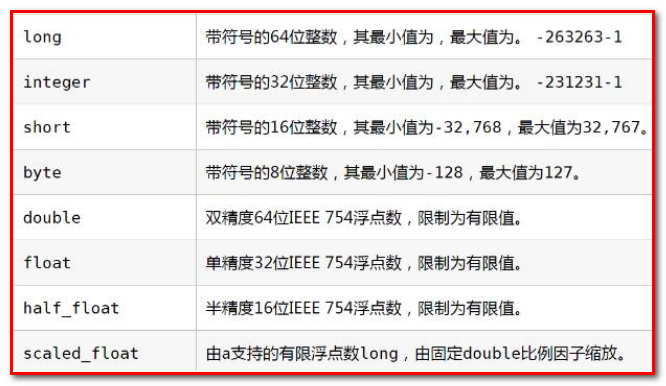 long 带符号的64位整数，其最小值为，最大值为。 -263263-1
integer 带符号的32位整数，其最小值为，最大值为。 -231231-1
short 带符号的16位整数，其最小值为-32,768，最大值为32,767。
byte 带符号的8位整数，其最小值为-128，最大值为127。
double 双精度64位IEEE 754浮点数，限制为有限值。
float 单精度32位IEEE 754浮点数，限制为有限值。
half_float 半精度16位IEEE 754浮点数，限制为有限值。
scaled_float 由a支持的有限浮点数long，由固定double比例因子缩放。